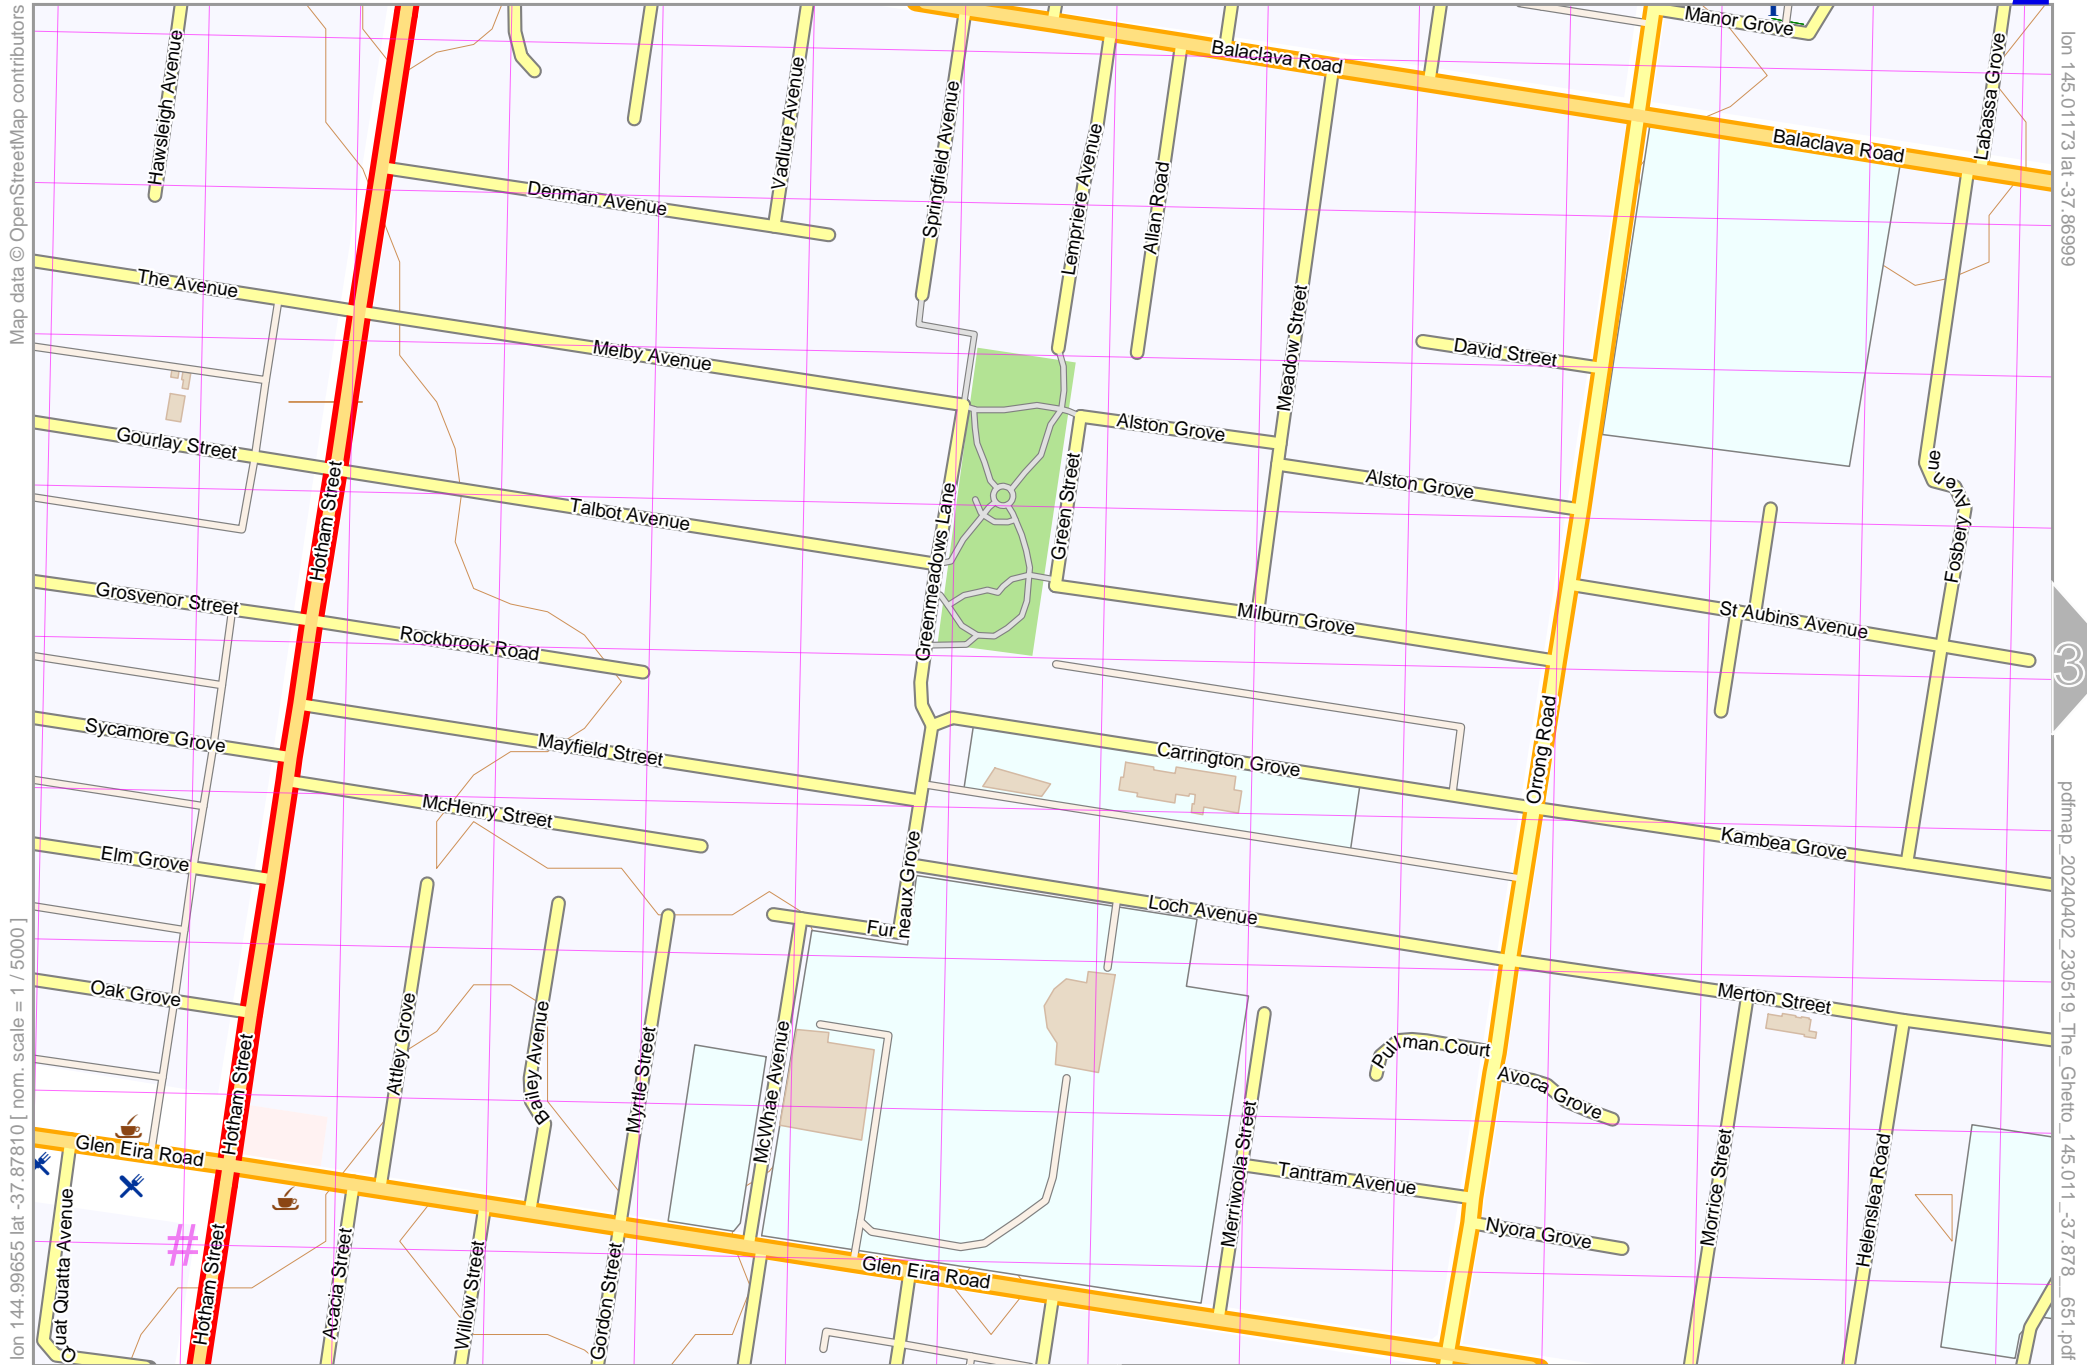 Map data © OpenStreetMap contributors
lon 144.99655 lat -37.87810 [ nom. scale = 1 / 5000 ]
lon 145.01173 lat -37.86999
pdfmap_20240402_230519_The_Ghetto_145.011_-37.878__651.pdf
3
Manor Grove
Balaclava Road
Balaclava Road
Labassa Grove
Hawsleigh Avenue
Vadlure Avenue
Springfield Avenue
Lempriere Avenue
Allan Road
Denman Avenue
The Avenue
Melby Avenue
Meadow Street
David Street
Alston Grove
Alston Grove
Gourlay Street
Hotham Street
Talbot Avenue
Greenmeadows Lane
Green Street
Fosbery Avenue
Grosvenor Street
Rockbrook Road
Milburn Grove
St Aubins Avenue
Sycamore Grove
Mayfield Street
Carrington Grove
Orrong Road
McHenry Street
Kambea Grove
Elm Grove
Furneaux Grove
Loch Avenue
Oak Grove
Merton Street
Attley Grove
Bailey Avenue
Myrtle Street
McWhae Avenue
Pullman Court
Avoca Grove
Hotham Street
Glen Eira Road
Merriwoola Street
Tantram Avenue
Morrice Street
Helenslea Road
Nyora Grove
Quat Quatta Avenue
#
Hotham Street
Acacia Street
Willow Street
Gordon Street
Glen Eira Road